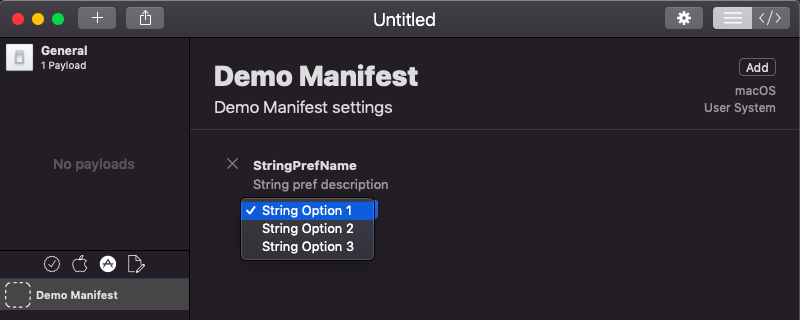 Untitled
General
1 Payload
No payloads
Demo Manifest
Demo Manifest
Demo Manifest settings
Add
macOS
User System
StringPrefName
String pref description
✓ String Option 1
String Option 2
String Option 3